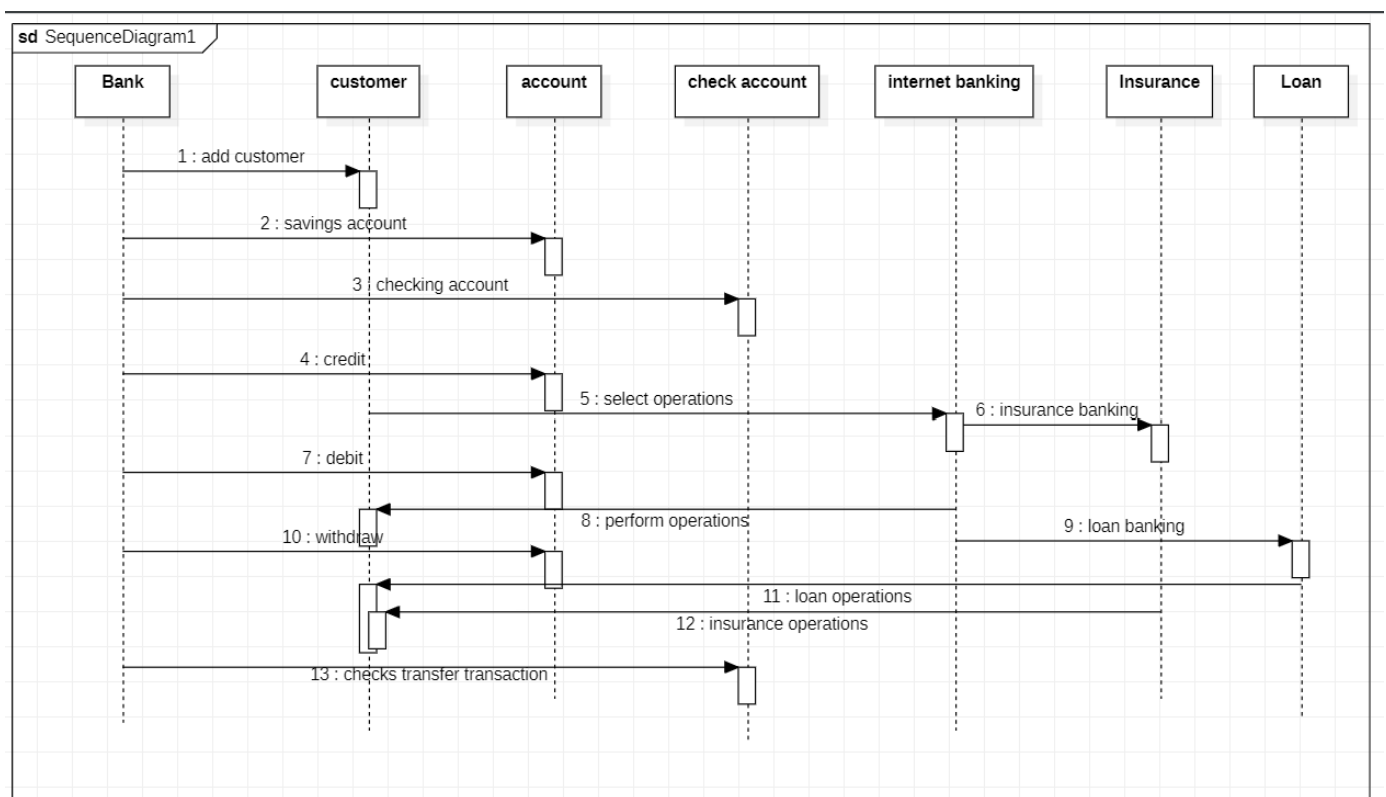 sd SequenceDiagram1
Bank
customer
account
check account
internet banking
Insurance
Loan
1 : add customer
2 : savings account
3 : checking account
4 : credit
5 : select operations
6 : insurance banking
7 : debit
8 : perform operations
9 : loan banking
10 : withdraw
11 : loan operations
12 : insurance operations
13 : checks transfer transaction